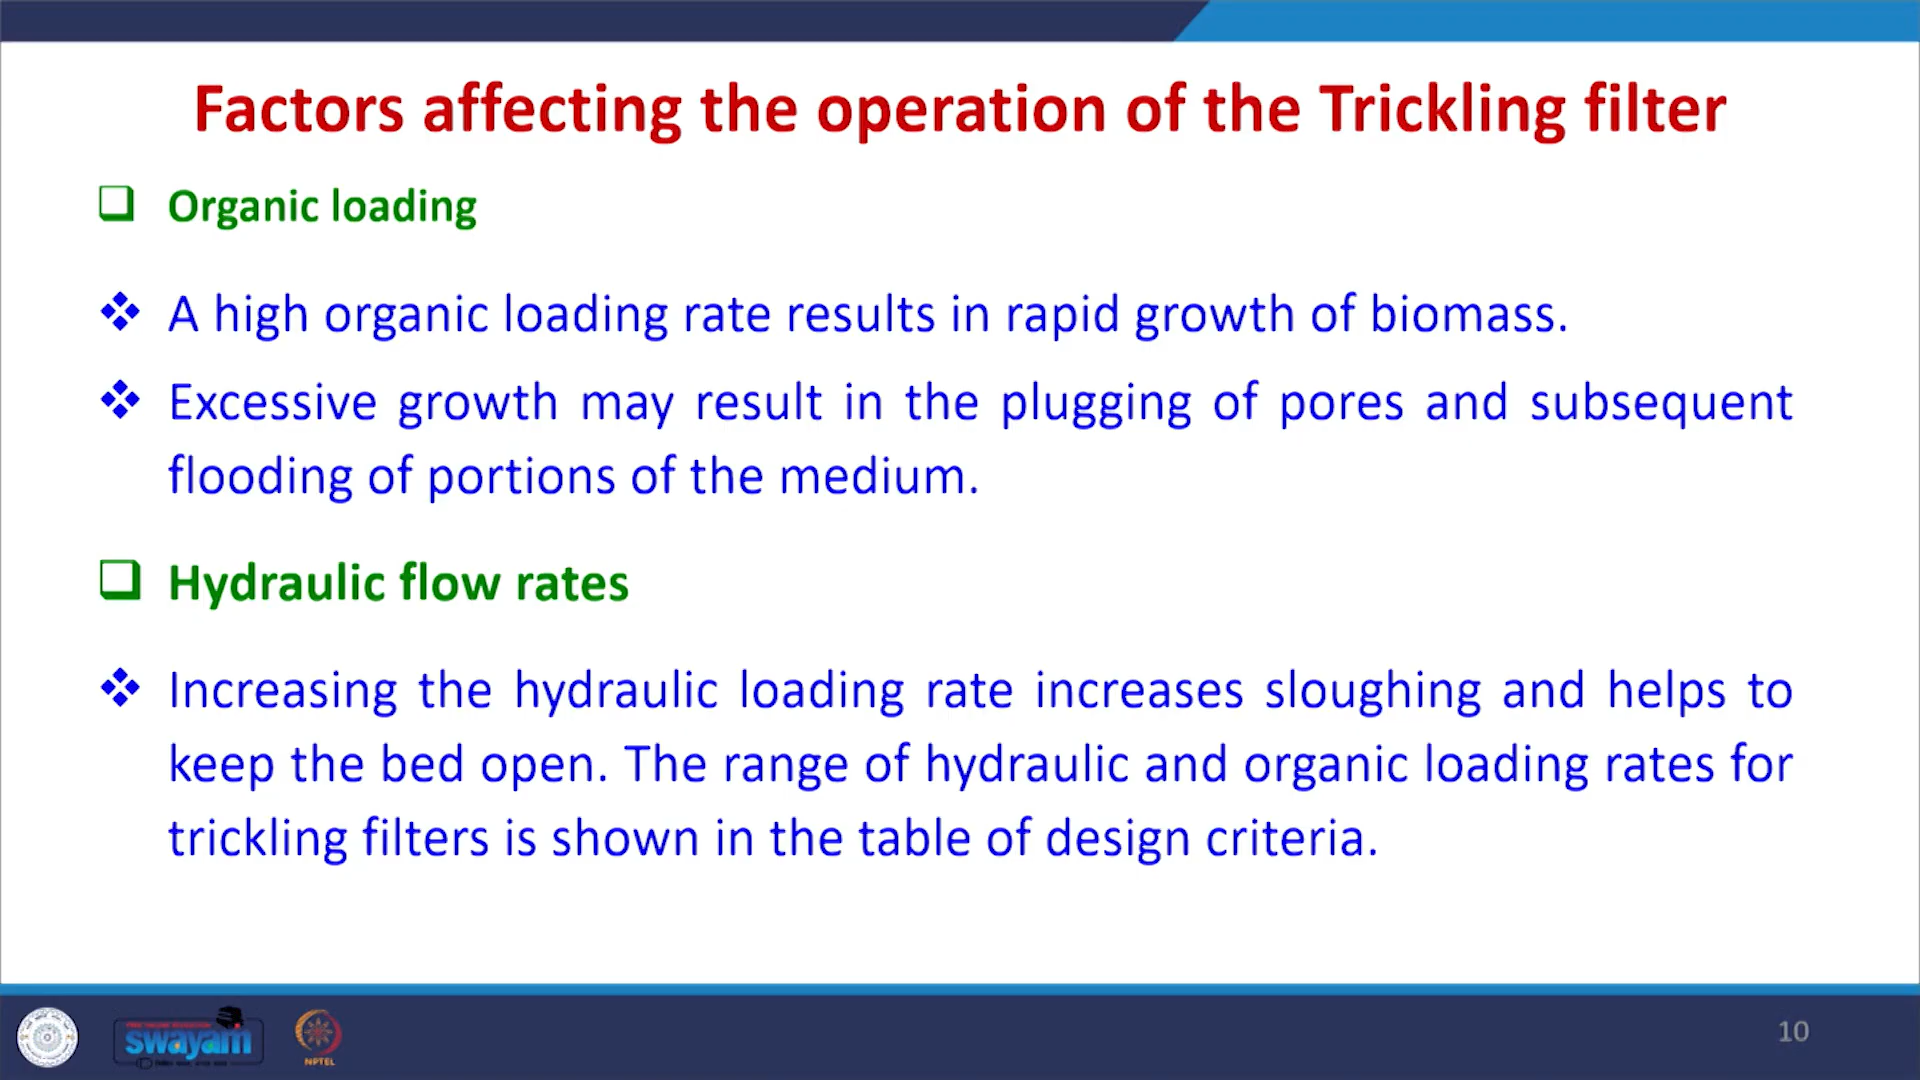 Factors affecting the operation of the Trickling filter
Organic loading
A high organic loading rate results in rapid growth of biomass.
Excessive growth may result in the plugging of pores and subsequent
flooding of portions of the medium.
Hydraulic flow rates
Increasing the hydraulic loading rate increases sloughing and helps to
keep the bed open. The range of hydraulic and organic loading rates for
trickling filters is shown in the table of design criteria.
swayam
NPTEL
10